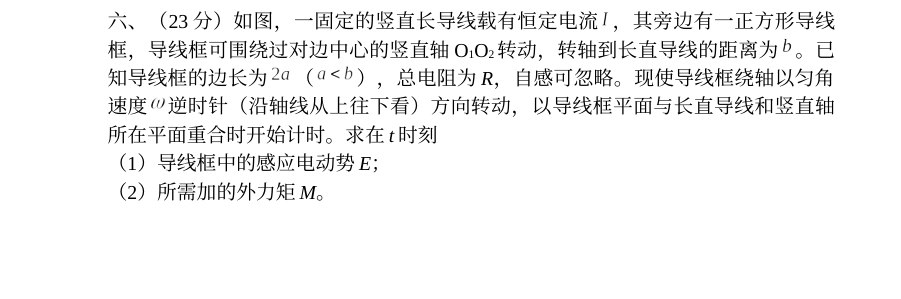 六、（23 分）如图，一固定的竖直长导线载有恒定电流 I ，其旁边有一正方形导线
框，导线框可围绕过对边中心的竖直轴 O₁O₂ 转动，转轴到长直导线的距离为 b 。已
知导线框的边长为 2a （a < b），总电阻为 R，自感可忽略。现使导线框绕轴以匀角
速度 ω 逆时针（沿轴线从上往下看）方向转动，以导线框平面与长直导线和竖直轴
所在平面重合时开始计时。求在 t 时刻
（1）导线框中的感应电动势 E；
（2）所需加的外力矩 M。